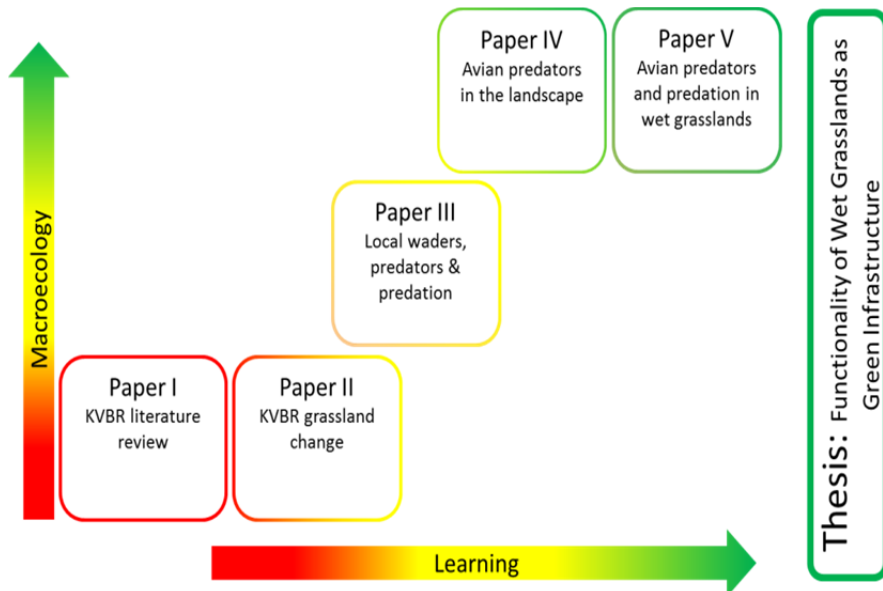 Paper IV
Avian predators
in the landscape
Paper V
Avian predators
and predation in
wet grasslands
Paper III
Local waders,
predators &
predation
Paper I
KVBR literature
review
Paper II
KVBR grassland
change
Macroecology
Learning
Thesis: Functionality of Wet Grasslands as
Green Infrastructure